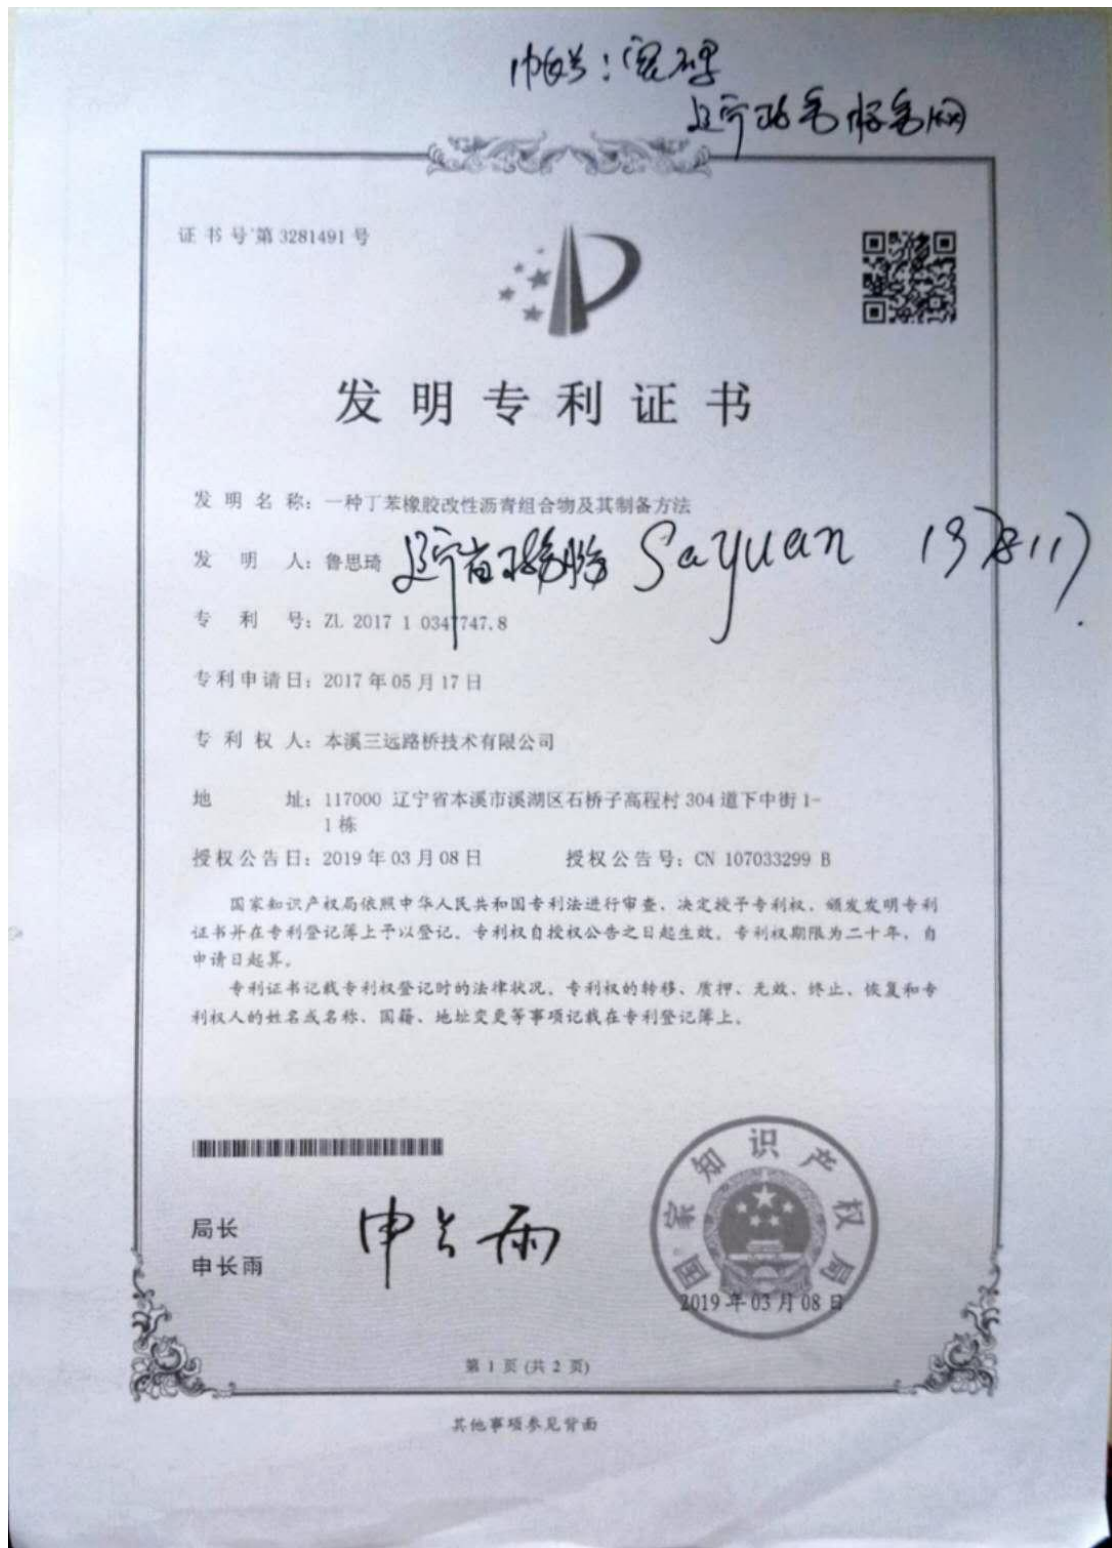 辽宁政务服务网
证书号第3281491号
发明专利证书
发明名称：一种丁苯橡胶改性沥青组合物及其制备方法
发明人：鲁思琦
辽宁省 Sayuan
专利号：ZL 2017 1 0347747.8
专利申请日：2017年05月17日
专利权人：本溪三远路桥技术有限公司
地址：117000 辽宁省本溪市溪湖区石桥子高程村304道下中街1-
1栋
授权公告日：2019年03月08日 授权公告号：CN 107033299 B
国家知识产权局依照中华人民共和国专利法进行审查，决定授予专利权，颁发发明专利
证书并在专利登记簿上予以登记。专利权自授权公告之日起生效。专利权期限为二十年，自
申请日起算。
专利证书记载专利权登记时的法律状况。专利权的转移、质押、无效、终止、恢复和专
利权人的姓名或名称、国籍、地址变更等事项记载在专利登记簿上。
局长
申长雨
申长雨
国家知识产权局
2019年03月08日
第1页(共2页)
其他事项参见背面